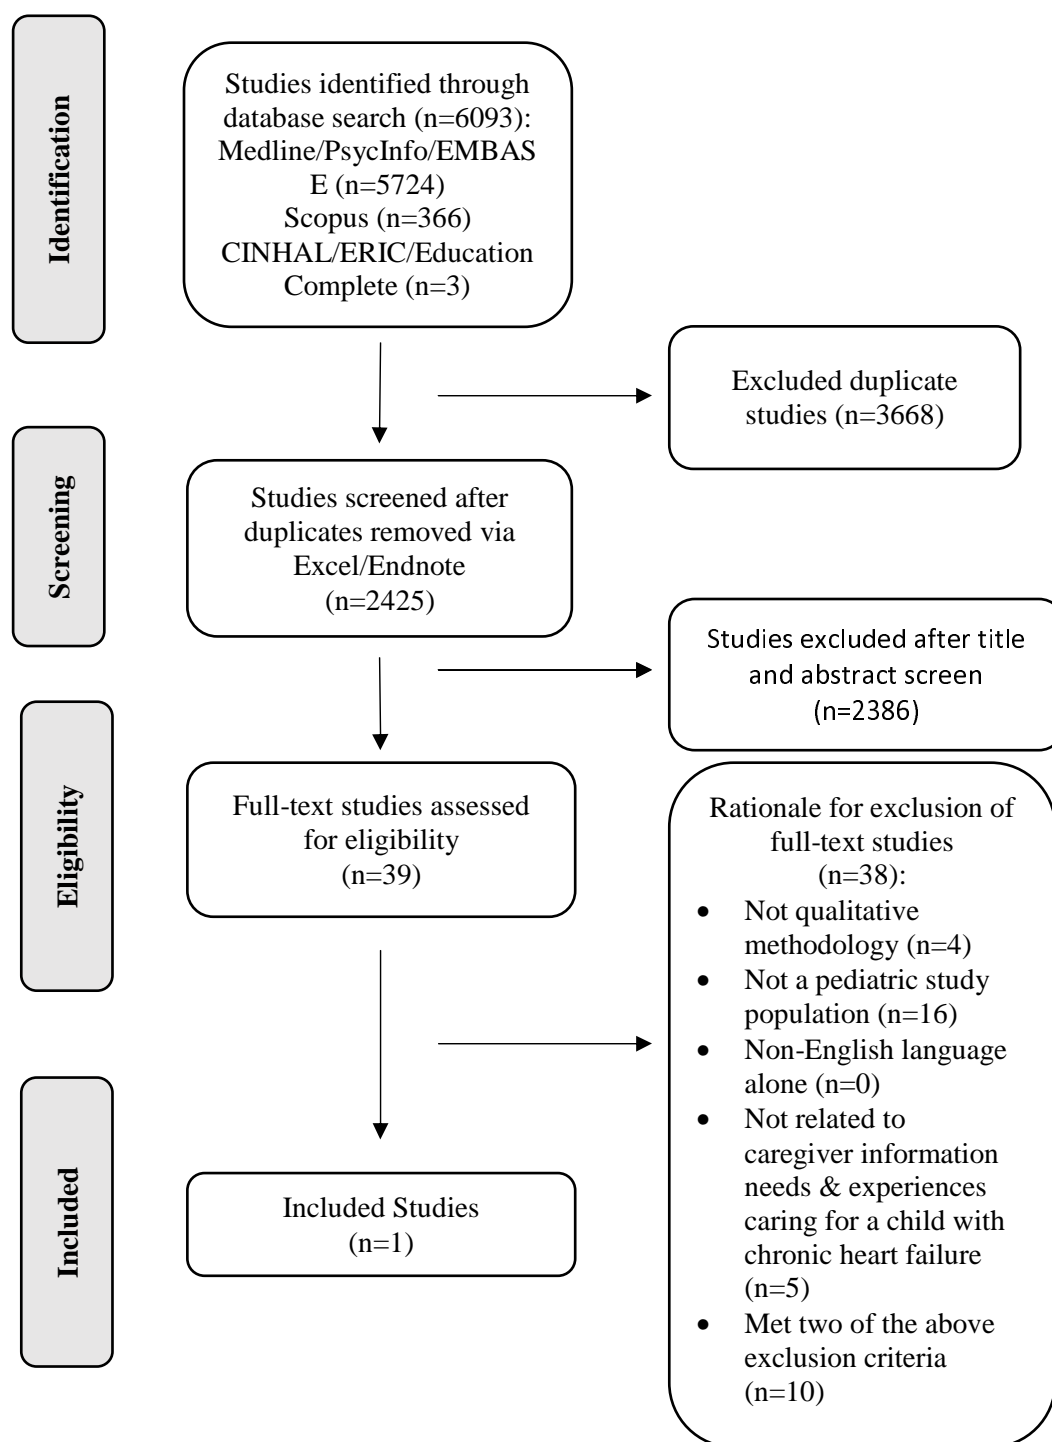 Identification
Studies identified through
database search (n=6093):
Medline/PsycInfo/EMBAS
E (n=5724)
Scopus (n=366)
CINHAL/ERIC/Education
Complete (n=3)
Excluded duplicate
studies (n=3668)
Screening
Studies screened after
duplicates removed via
Excel/Endnote
(n=2425)
Studies excluded after title
and abstract screen
(n=2386)
Eligibility
Full-text studies assessed
for eligibility
(n=39)
Rationale for exclusion of
full-text studies
(n=38):
• Not qualitative
methodology (n=4)
• Not a pediatric study
population (n=16)
• Non-English language
alone (n=0)
• Not related to
caregiver information
needs & experiences
caring for a child with
chronic heart failure
(n=5)
• Met two of the above
exclusion criteria
(n=10)
Included
Included Studies
(n=1)